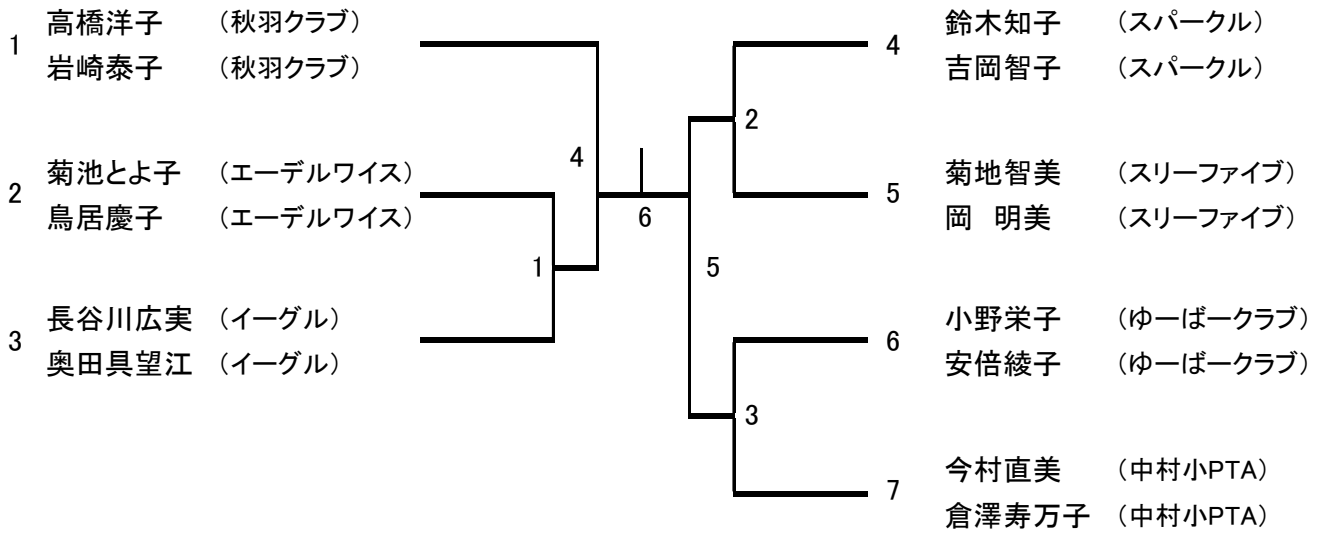 1
高橋洋子 （秋羽クラブ）
岩崎泰子 （秋羽クラブ）
2
菊池とよ子 （エーデルワイス）
鳥居慶子 （エーデルワイス）
3
長谷川広実 （イーグル）
奥田具望江 （イーグル）
1
4
6
5
2
3
4
鈴木知子 （スパークル）
吉岡智子 （スパークル）
5
菊地智美 （スリーファイブ）
岡　明美 （スリーファイブ）
6
小野栄子 （ゆーばークラブ）
安倍綾子 （ゆーばークラブ）
7
今村直美 （中村小PTA）
倉澤寿万子 （中村小PTA）